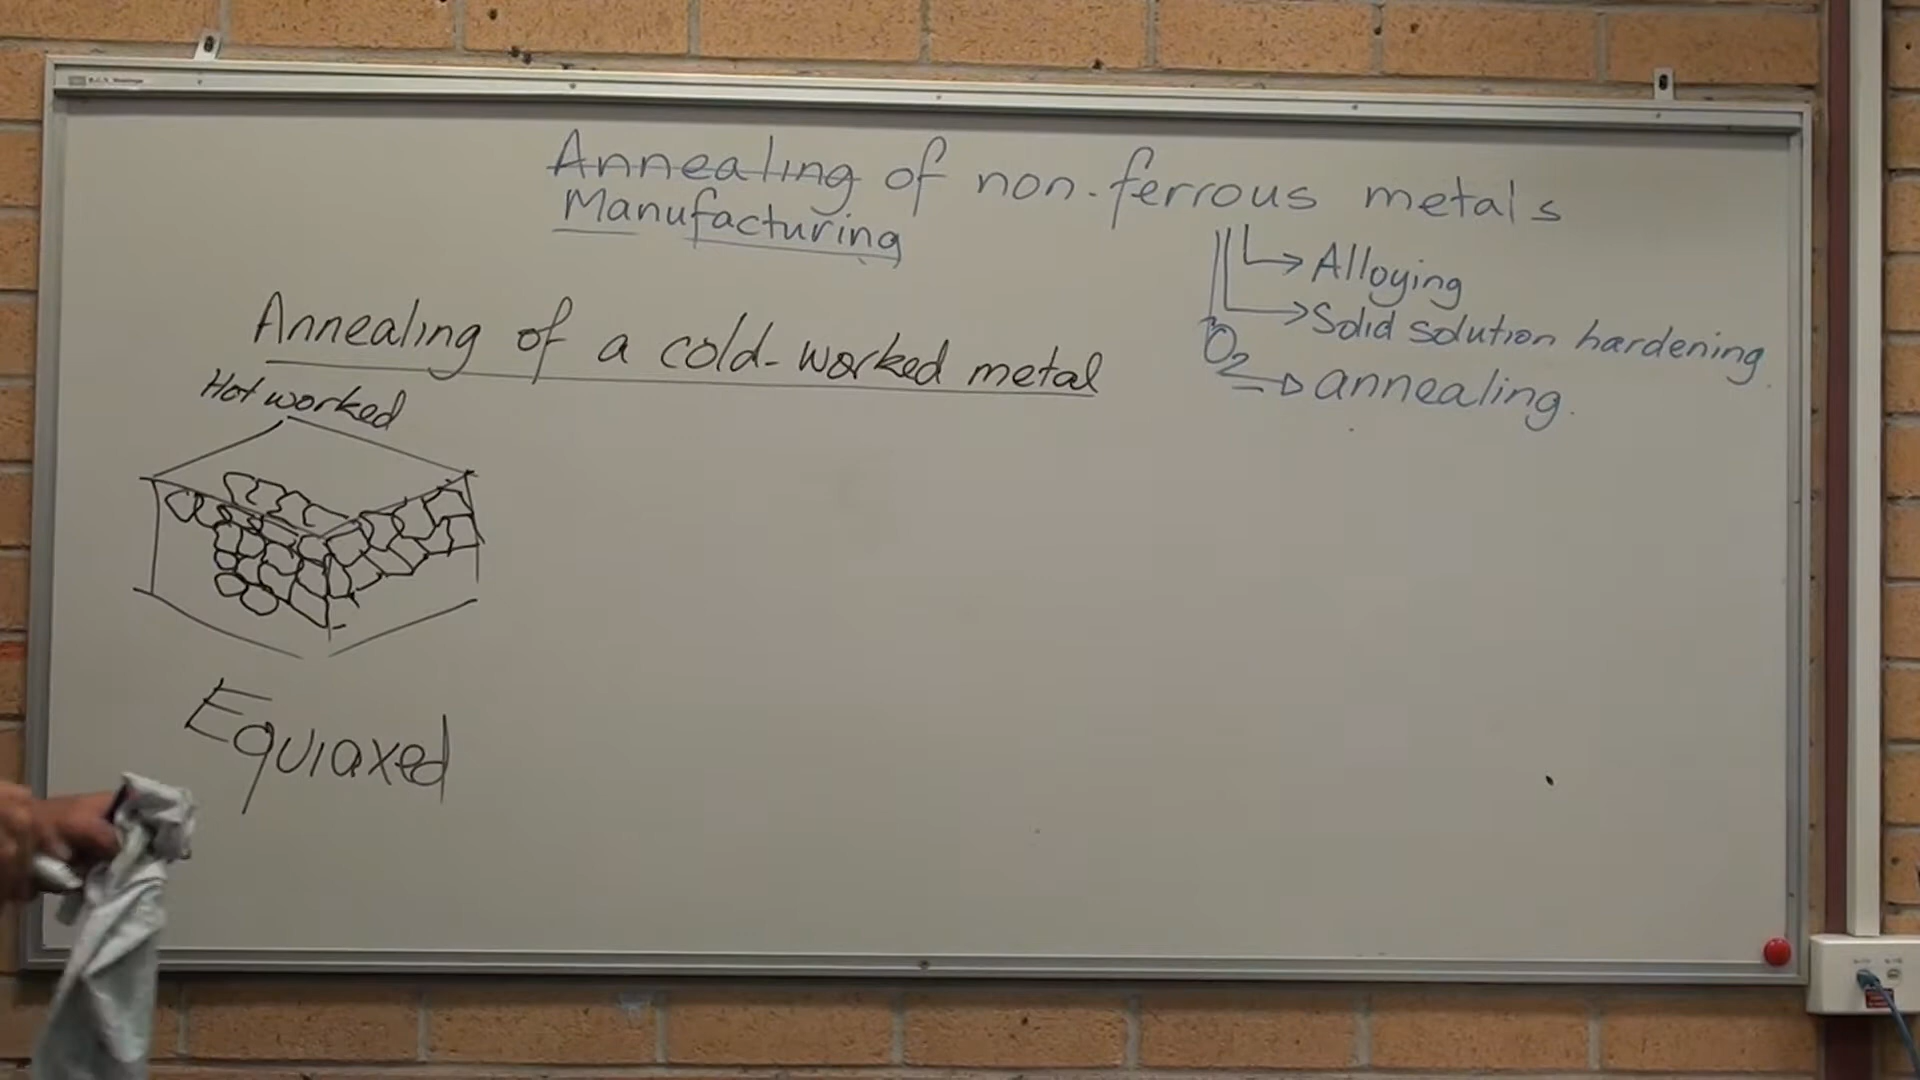 Annealing of non-ferrous metals
Manufacturing
Alloying
Solid solution hardening
O2
annealing.
Annealing of a cold-worked metal
Hot worked
Equiaxed